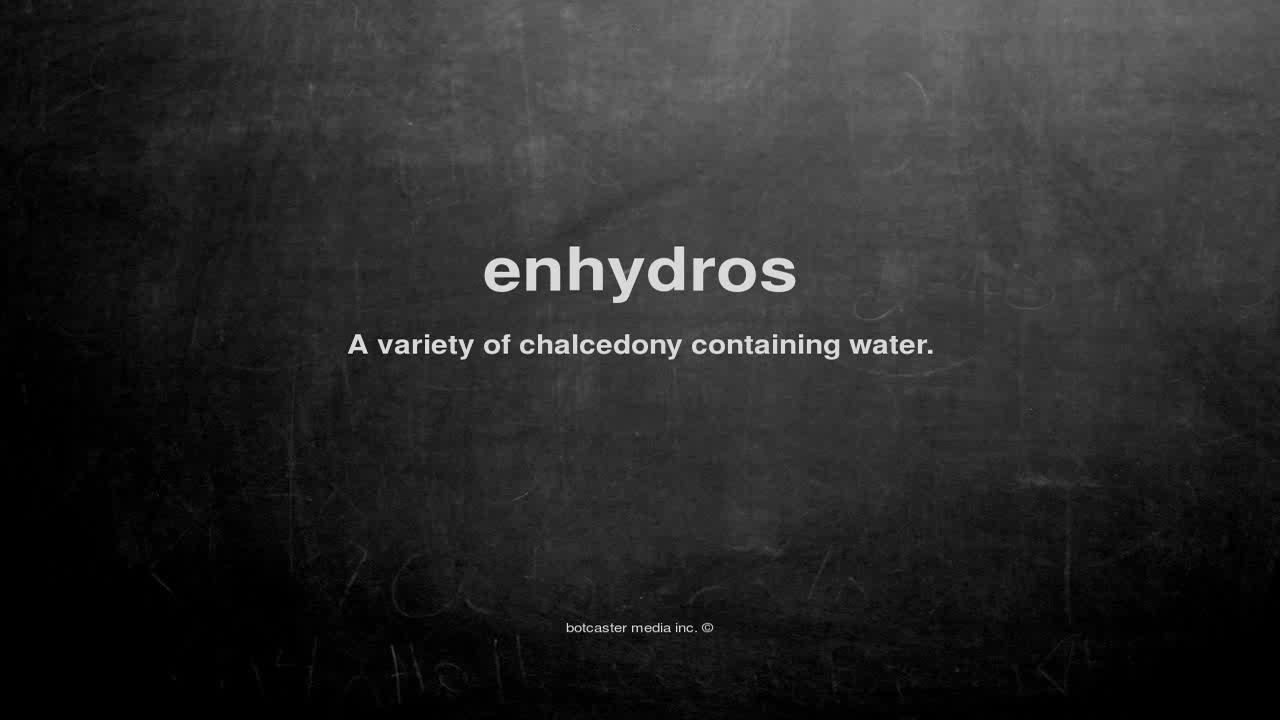 enhydros
A variety of chalcedony containing water.
botcaster media inc. ©